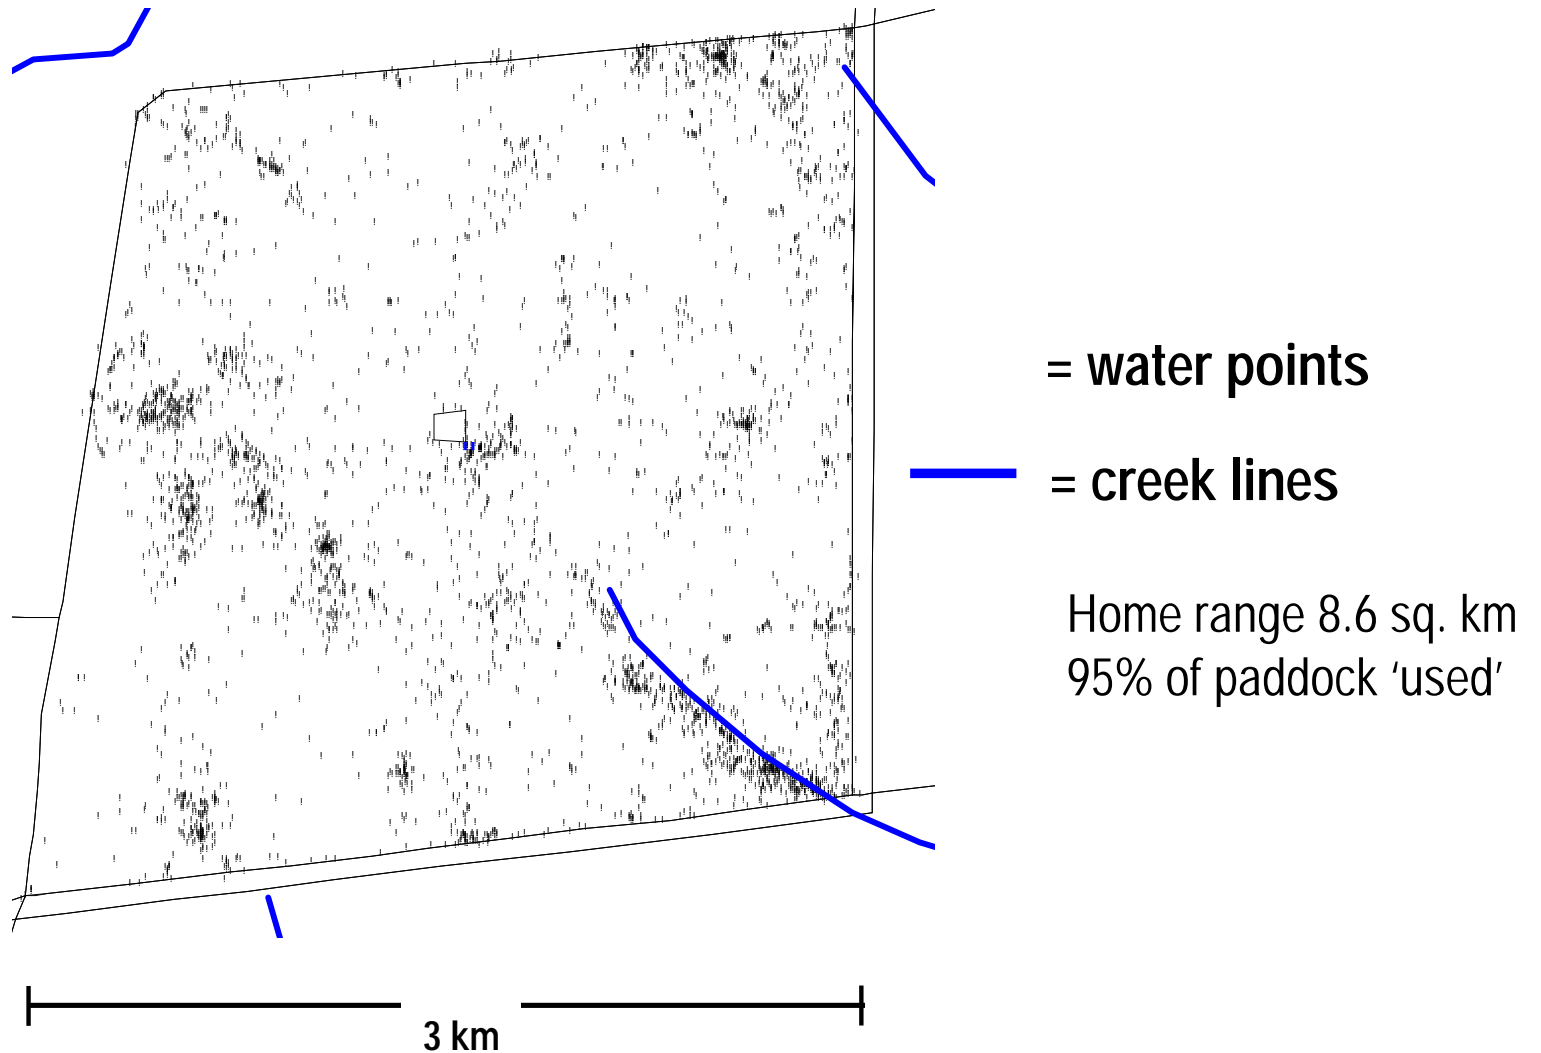 = water points
= creek lines
Home range 8.6 sq. km
95% of paddock ‘used’
3 km